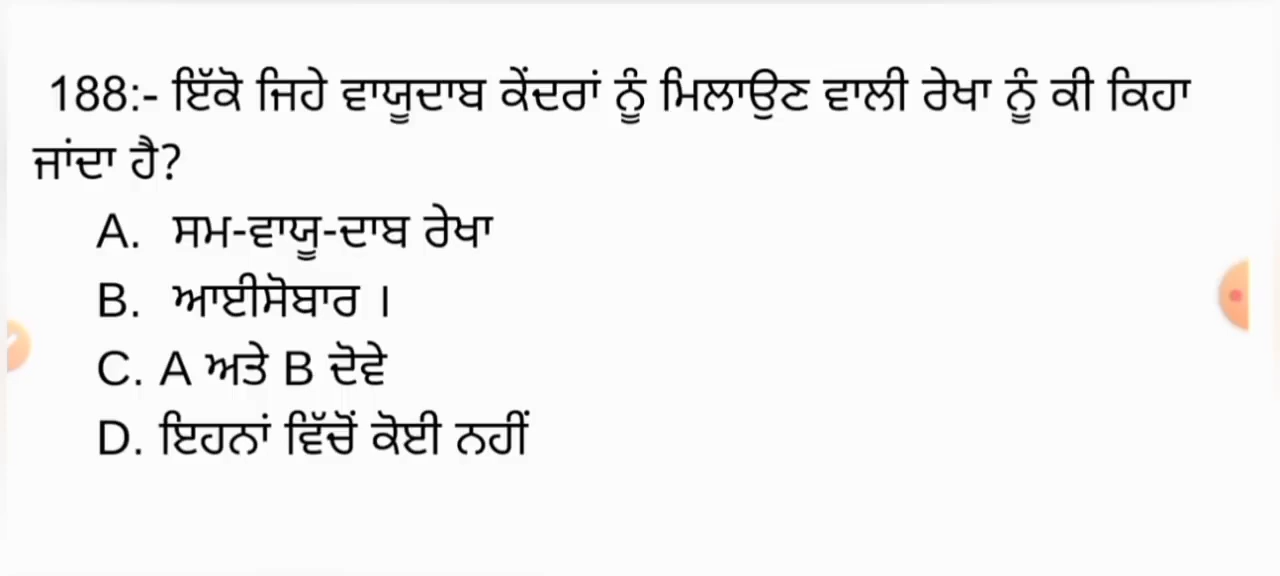 188:- ਇੱਕੋ ਜਿਹੇ ਵਾਯੂਦਾਬ ਕੇਂਦਰਾਂ ਨੂੰ ਮਿਲਾਉਣ ਵਾਲੀ ਰੇਖਾ ਨੂੰ ਕੀ ਕਿਹਾ
ਜਾਂਦਾ ਹੈ?
A. ਸਮ-ਵਾਯੂ-ਦਾਬ ਰੇਖਾ
B. ਆਈਸੋਬਾਰ ।
C. A ਅਤੇ B ਦੋਵੇ
D. ਇਹਨਾਂ ਵਿੱਚੋਂ ਕੋਈ ਨਹੀਂ